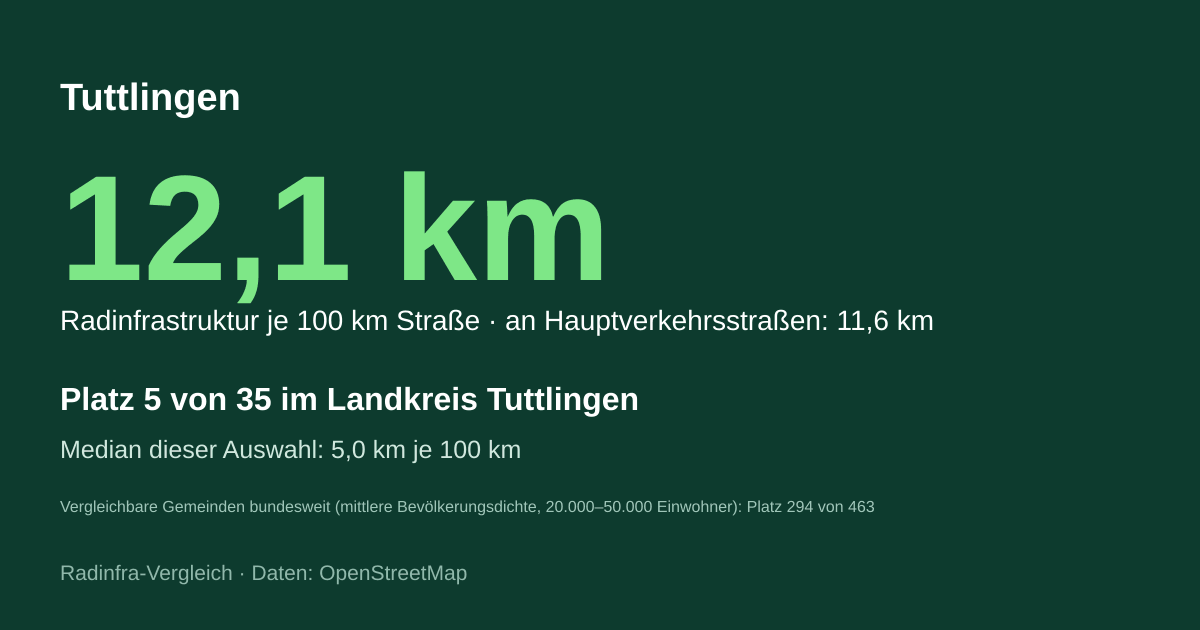 Tuttlingen
12,1 km
Radinfrastruktur je 100 km Straße · an Hauptverkehrsstraßen: 11,6 km
Platz 5 von 35 im Landkreis Tuttlingen
Median dieser Auswahl: 5,0 km je 100 km
Vergleichbare Gemeinden bundesweit (mittlere Bevölkerungsdichte, 20.000–50.000 Einwohner): Platz 294 von 463
Radinfra-Vergleich · Daten: OpenStreetMap